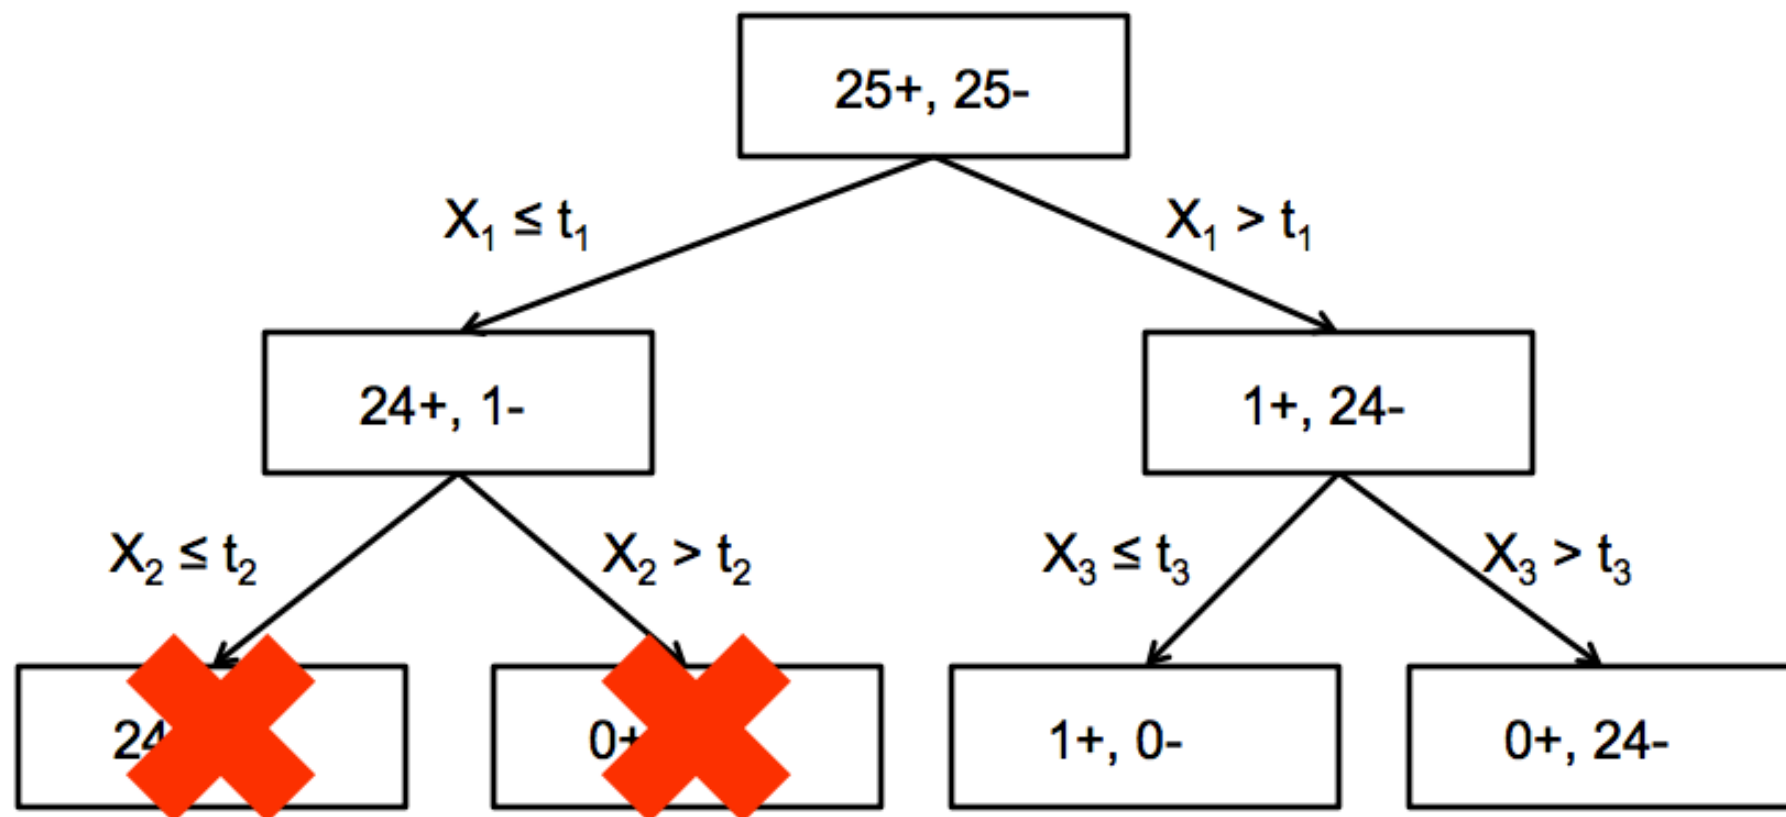 25+, 25-
X₁ ≤ t₁
X₁ > t₁
24+, 1-
1+, 24-
X₂ ≤ t₂
X₂ > t₂
X₃ ≤ t₃
X₃ > t₃
24
0+
1+, 0-
0+, 24-